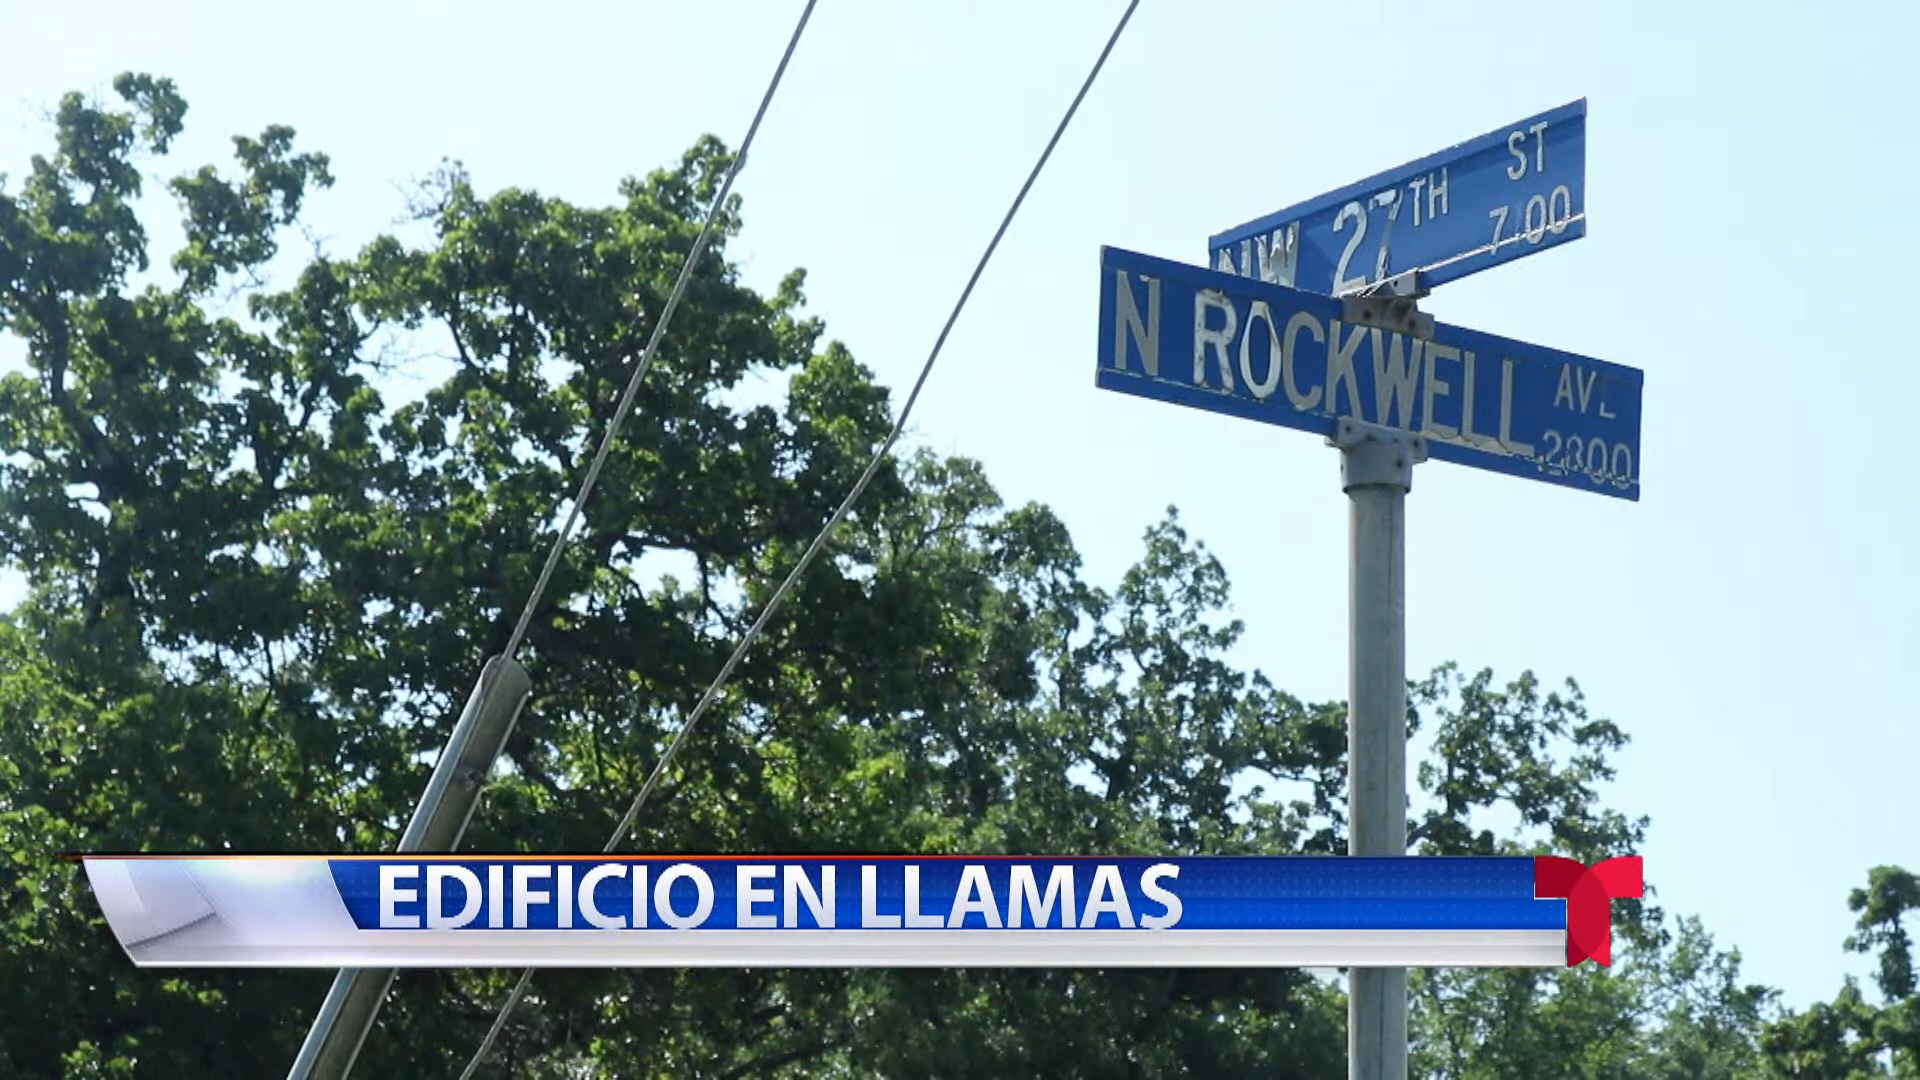 NW 27TH ST
7100
N ROCKWELL AVE
2800
EDIFICIO EN LLAMAS